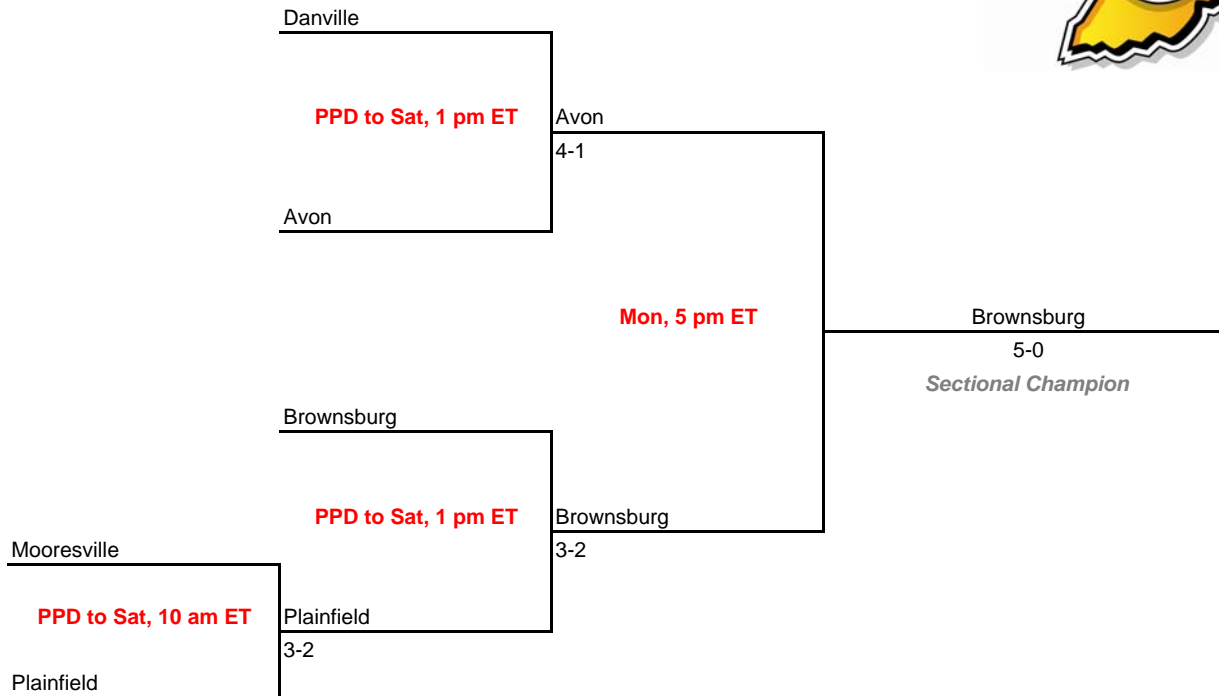 Danville
PPD to Sat, 1 pm ET
Avon
4-1
Avon
Mon, 5 pm ET
Brownsburg
5-0
Sectional Champion
Brownsburg
PPD to Sat, 1 pm ET
Brownsburg
3-2
Mooresville
PPD to Sat, 10 am ET
Plainfield
3-2
Plainfield